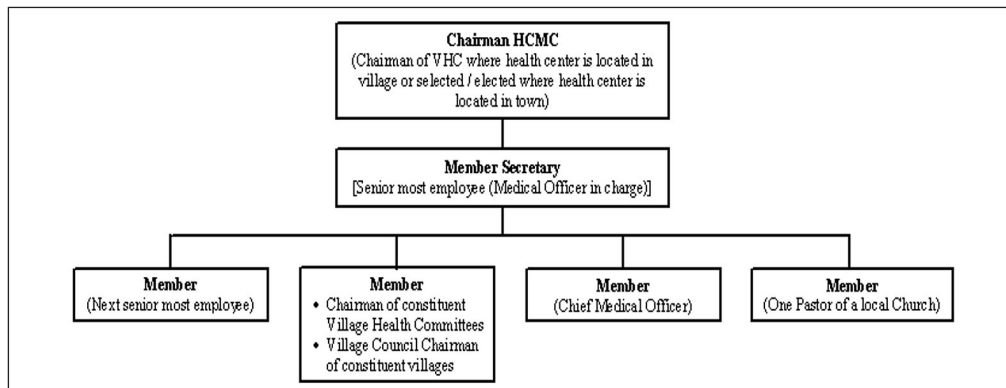 Chairman HCMC
(Chairman of VHC where health center is located in
village or selected / elected where health center is
located in town)
Member Secretary
[Senior most employee (Medical Officer in charge)]
Member
(Next senior most employee)
Member
• Chairman of constituent
Village Health Committees
• Village Council Chairman
of constituent villages
Member
(Chief Medical Officer)
Member
(One Pastor of a local Church)